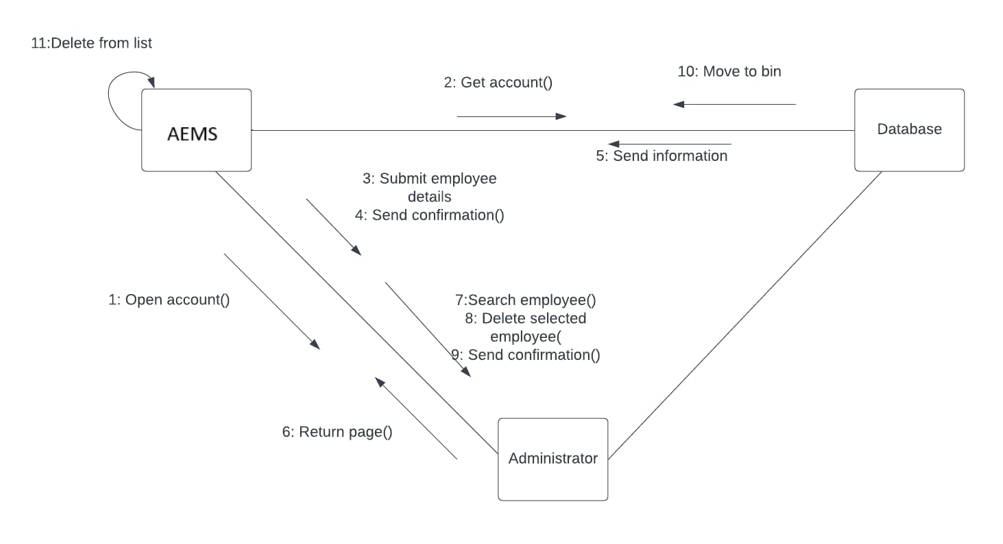 11:Delete from list
10: Move to bin
2: Get account()
AEMS
Database
5: Send information
3: Submit employee
details
4: Send confirmation()
1: Open account()
7:Search employee()
8: Delete selected
employee(
9: Send confirmation()
6: Return page()
Administrator